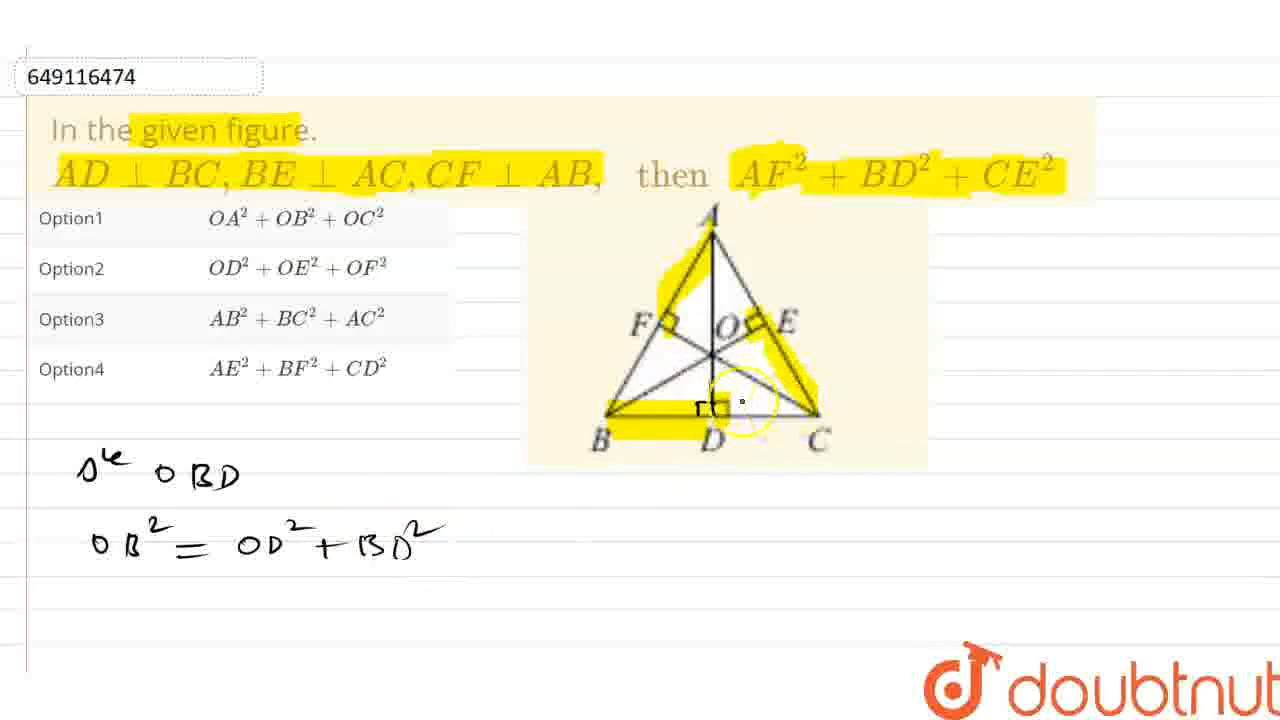 649116474
In the given figure.
AD ⊥ BC, BE ⊥ AC, CF ⊥ AB, then AF² + BD² + CE²
Option1 OA² + OB² + OC²
Option2 OD² + OE² + OF²
Option3 AB² + BC² + AC²
Option4 AE² + BF² + CD²
A
F O E
B D C
OBD
OB² = OD² + BD²
doubtnut